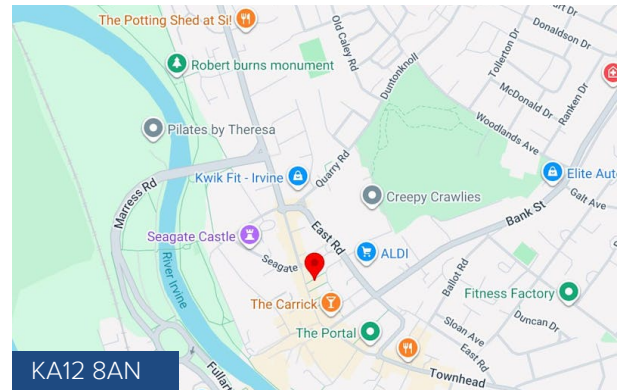 The Potting Shed at Si!
Old Caley Rd
Donaldson Dr
Tollerton Dr
Robert burns monument
Duntonknoll
McDonald Dr
Ranken Dr
Woodlands Ave
Pilates by Theresa
Kwik Fit - Irvine
Quarry Rd
Elite Auto
Galt Ave
Marress Rd
Creepy Crawlies
Bank St
Seagate Castle
East Rd
ALDI
Seagate
River Irvine
Ballot Rd
The Carrick
Fitness Factory
Duncan Dr
The Portal
Sloan Ave
East Rd
Fullart
Townhead
KA12 8AN